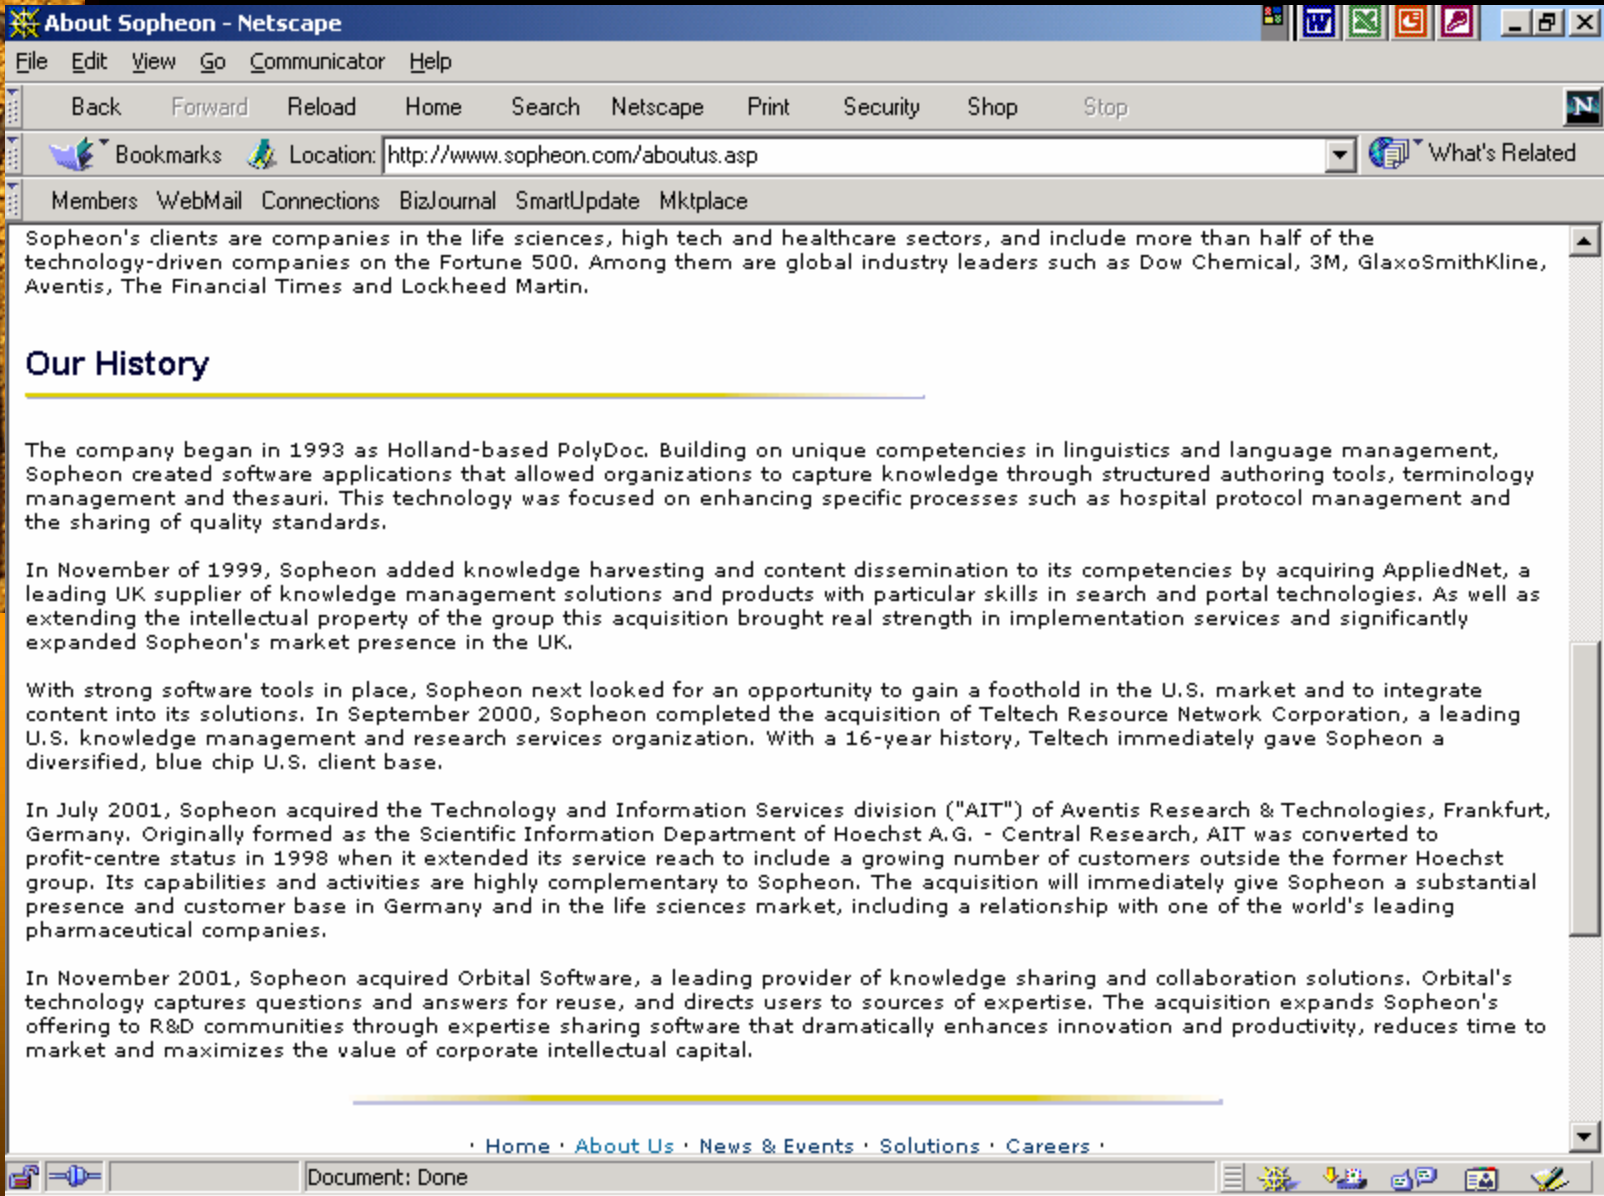 About Sopheon - Netscape
File Edit View Go Communicator Help
Back Forward Reload Home Search Netscape Print Security Shop Stop
N
Bookmarks Location: http://www.sopheon.com/aboutus.asp What's Related
Members WebMail Connections BizJournal SmartUpdate Mktplace
Sopheon's clients are companies in the life sciences, high tech and healthcare sectors, and include more than half of the
technology-driven companies on the Fortune 500. Among them are global industry leaders such as Dow Chemical, 3M, GlaxoSmithKline,
Aventis, The Financial Times and Lockheed Martin.
Our History
The company began in 1993 as Holland-based PolyDoc. Building on unique competencies in linguistics and language management,
Sopheon created software applications that allowed organizations to capture knowledge through structured authoring tools, terminology
management and thesauri. This technology was focused on enhancing specific processes such as hospital protocol management and
the sharing of quality standards.
In November of 1999, Sopheon added knowledge harvesting and content dissemination to its competencies by acquiring AppliedNet, a
leading UK supplier of knowledge management solutions and products with particular skills in search and portal technologies. As well as
extending the intellectual property of the group this acquisition brought real strength in implementation services and significantly
expanded Sopheon's market presence in the UK.
With strong software tools in place, Sopheon next looked for an opportunity to gain a foothold in the U.S. market and to integrate
content into its solutions. In September 2000, Sopheon completed the acquisition of Teltech Resource Network Corporation, a leading
U.S. knowledge management and research services organization. With a 16-year history, Teltech immediately gave Sopheon a
diversified, blue chip U.S. client base.
In July 2001, Sopheon acquired the Technology and Information Services division ("AIT") of Aventis Research & Technologies, Frankfurt,
Germany. Originally formed as the Scientific Information Department of Hoechst A.G. - Central Research, AIT was converted to
profit-centre status in 1998 when it extended its service reach to include a growing number of customers outside the former Hoechst
group. Its capabilities and activities are highly complementary to Sopheon. The acquisition will immediately give Sopheon a substantial
presence and customer base in Germany and in the life sciences market, including a relationship with one of the world's leading
pharmaceutical companies.
In November 2001, Sopheon acquired Orbital Software, a leading provider of knowledge sharing and collaboration solutions. Orbital's
technology captures questions and answers for reuse, and directs users to sources of expertise. The acquisition expands Sopheon's
offering to R&D communities through expertise sharing software that dramatically enhances innovation and productivity, reduces time to
market and maximizes the value of corporate intellectual capital.
· Home · About Us · News & Events · Solutions · Careers ·
Document: Done